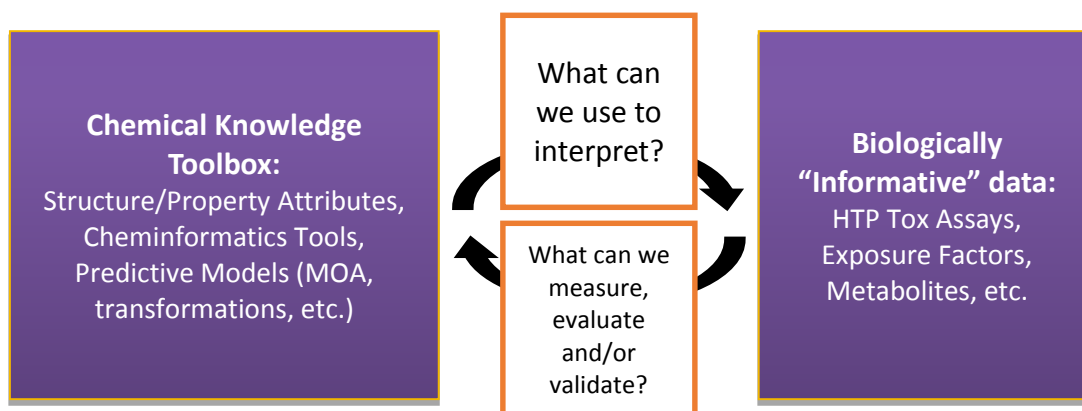 Chemical Knowledge
Toolbox:
Structure/Property Attributes,
Cheminformatics Tools,
Predictive Models (MOA,
transformations, etc.)
What can
we use to
interpret?
What can we
measure,
evaluate
and/or
validate?
Biologically
“Informative” data:
HTP Tox Assays,
Exposure Factors,
Metabolites, etc.